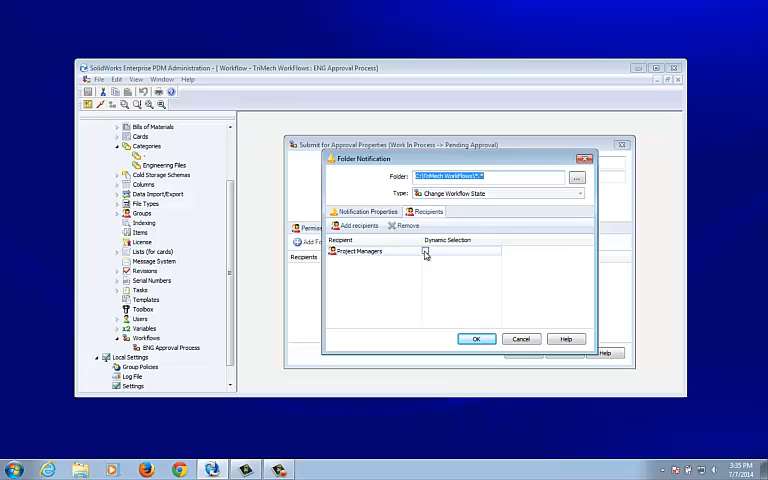 SolidWorks Enterprise PDM Administration - [ Workflow - TriMech WorkFlows : ENG Approval Process]
File Edit View Window Help
Bills of Materials
Cards
Categories
-
Engineering Files
Cold Storage Schemas
Columns
Data Import/Export
File Types
Groups
Indexing
Items
License
Lists (for cards)
Message System
Revisions
Serial Numbers
Tasks
Templates
Toolbox
Users
Variables
Workflows
ENG Approval Process
Local Settings
Group Policies
Log File
Settings
Submit for Approval Properties (Work In Process -> Pending Approval)
Permis
Add Fo
Recipients
Help
Folder Notification
Folder: C:\TriMech WorkFlows\*.*
...
Type: Change Workflow State
Notification Properties Recipients
Add recipients Remove
Recipient Dynamic Selection
Project Managers
OK Cancel Help
3:35 PM
7/7/2014